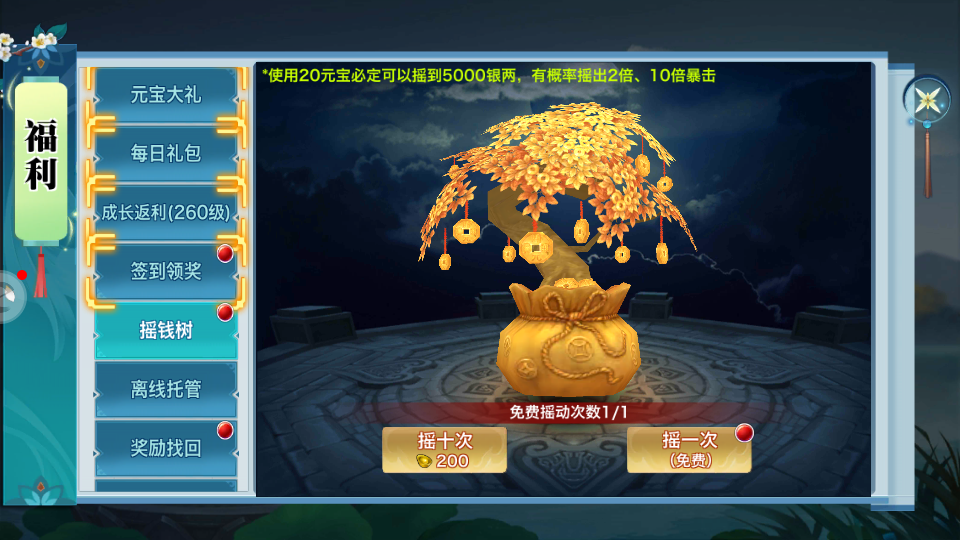 福利
元宝大礼
每日礼包
成长返利(260级)
签到领奖
摇钱树
离线托管
奖励找回
*使用20元宝必定可以摇到5000银两，有概率摇出2倍、10倍暴击
免费摇动次数1/1
摇十次
200
摇一次
(免费)